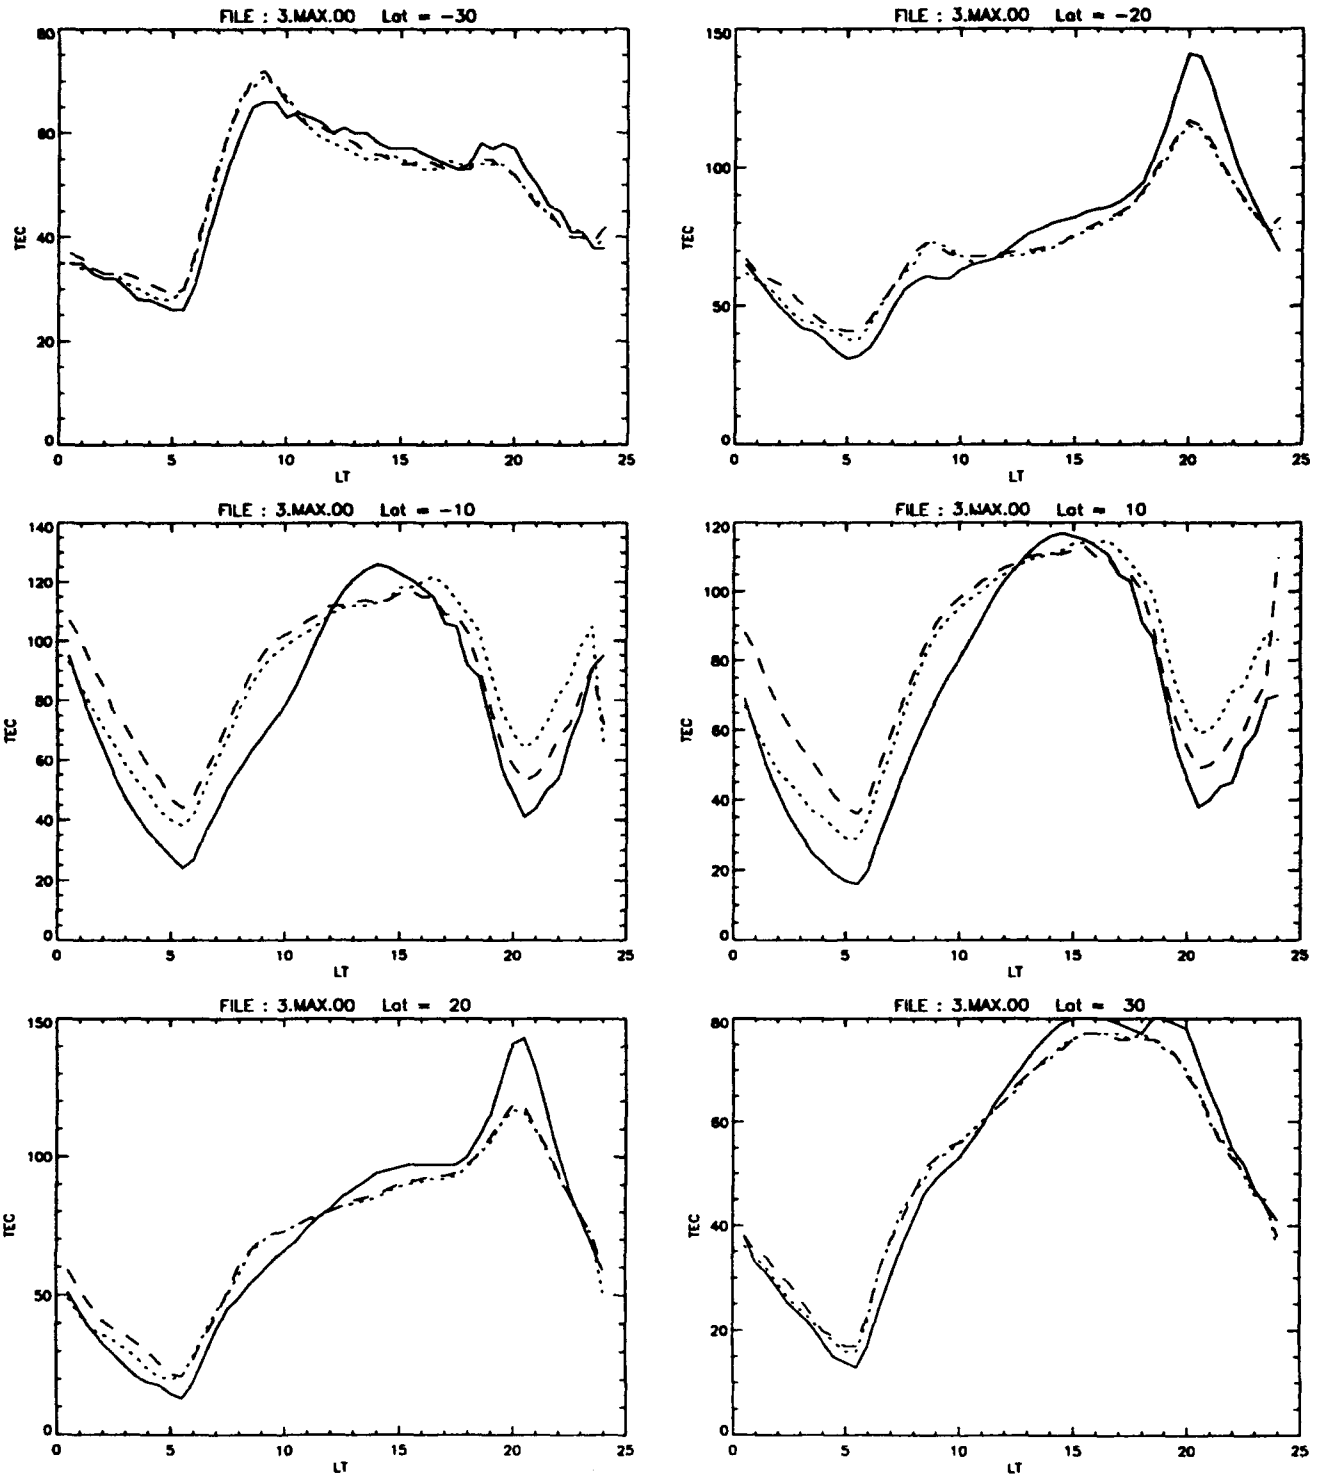 FILE : 3.MAX.00 Lat = -30
80
60
40
20
0
TEC
0 5 10 15 20 25
LT
FILE : 3.MAX.00 Lat = -20
150
100
50
0
TEC
0 5 10 15 20 25
LT
FILE : 3.MAX.00 Lat = -10
140
120
100
80
60
40
20
0
TEC
0 5 10 15 20 25
LT
FILE : 3.MAX.00 Lat = 10
120
100
80
60
40
20
0
TEC
0 5 10 15 20 25
LT
FILE : 3.MAX.00 Lat = 20
150
100
50
0
TEC
0 5 10 15 20 25
LT
FILE : 3.MAX.00 Lat = 30
80
60
40
20
0
TEC
0 5 10 15 20 25
LT